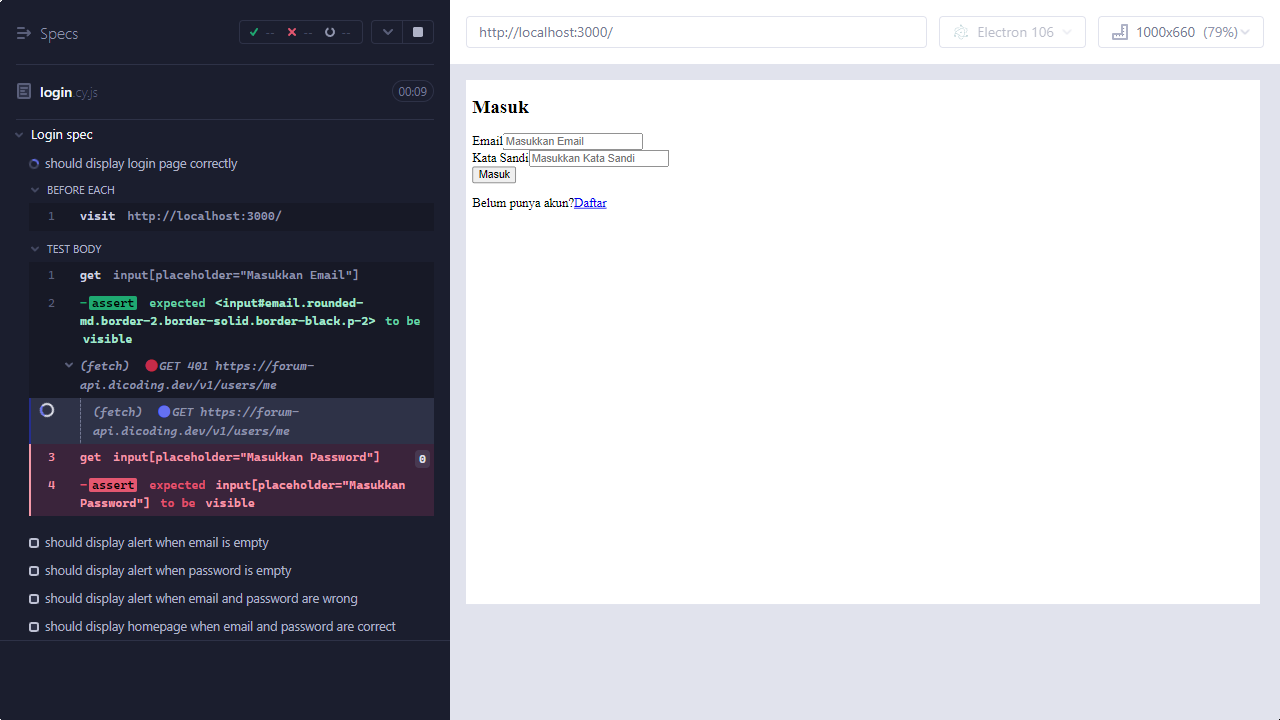 Specs
--
--
--
login.cy.js
00:09
Login spec
should display login page correctly
BEFORE EACH
1 visit http://localhost:3000/
TEST BODY
1 get input[placeholder="Masukkan Email"]
2 -assert expected <input#email.rounded-
md.border-2.border-solid.border-black.p-2> to be
visible
(fetch) GET 401 https://forum-
api.dicoding.dev/v1/users/me
(fetch) GET https://forum-
api.dicoding.dev/v1/users/me
3 get input[placeholder="Masukkan Password"] 0
4 -assert expected input[placeholder="Masukkan
Password"] to be visible
should display alert when email is empty
should display alert when password is empty
should display alert when email and password are wrong
should display homepage when email and password are correct
http://localhost:3000/
Electron 106
1000x660 (79%)
Masuk
Email Masukkan Email
Kata Sandi Masukkan Kata Sandi
Masuk
Belum punya akun?Daftar